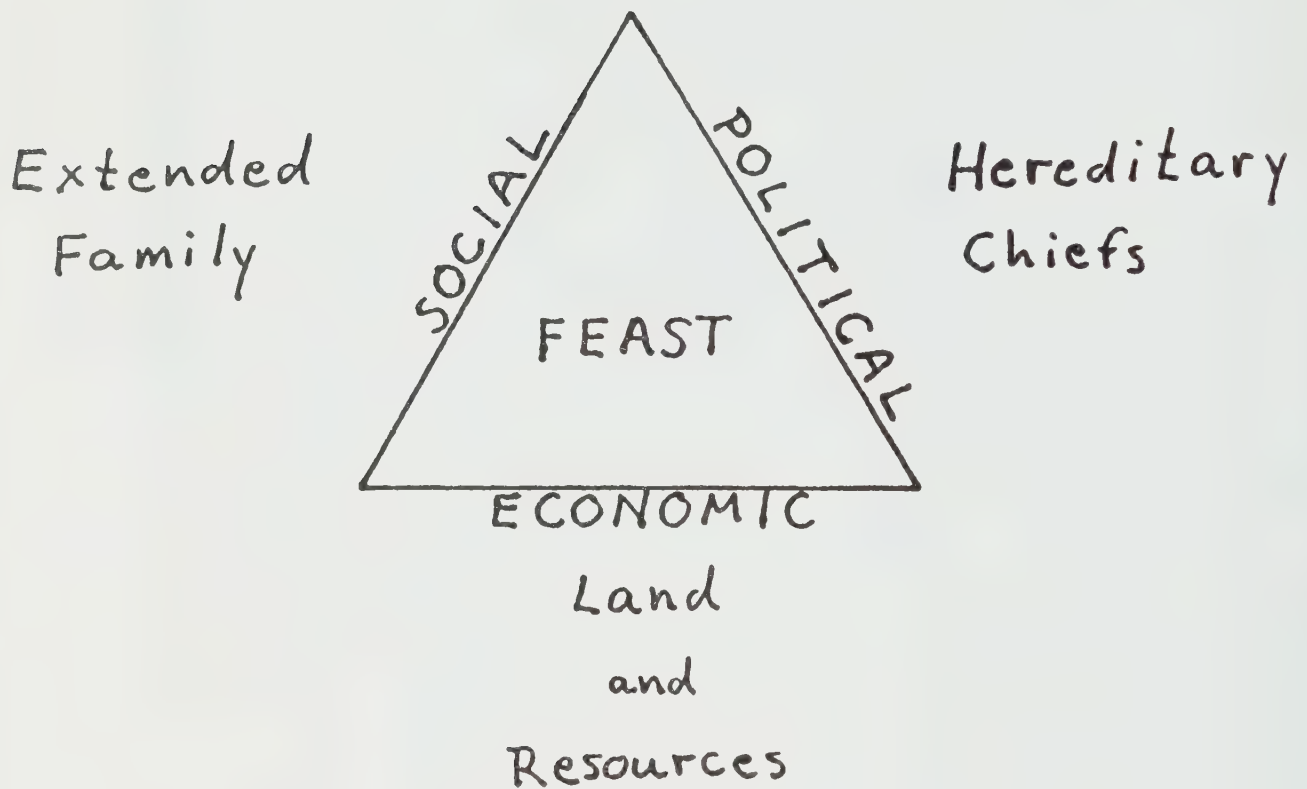 Extended
Family
SOCIAL
POLITICAL
Hereditary
Chiefs
FEAST
ECONOMIC
Land
and
Resources